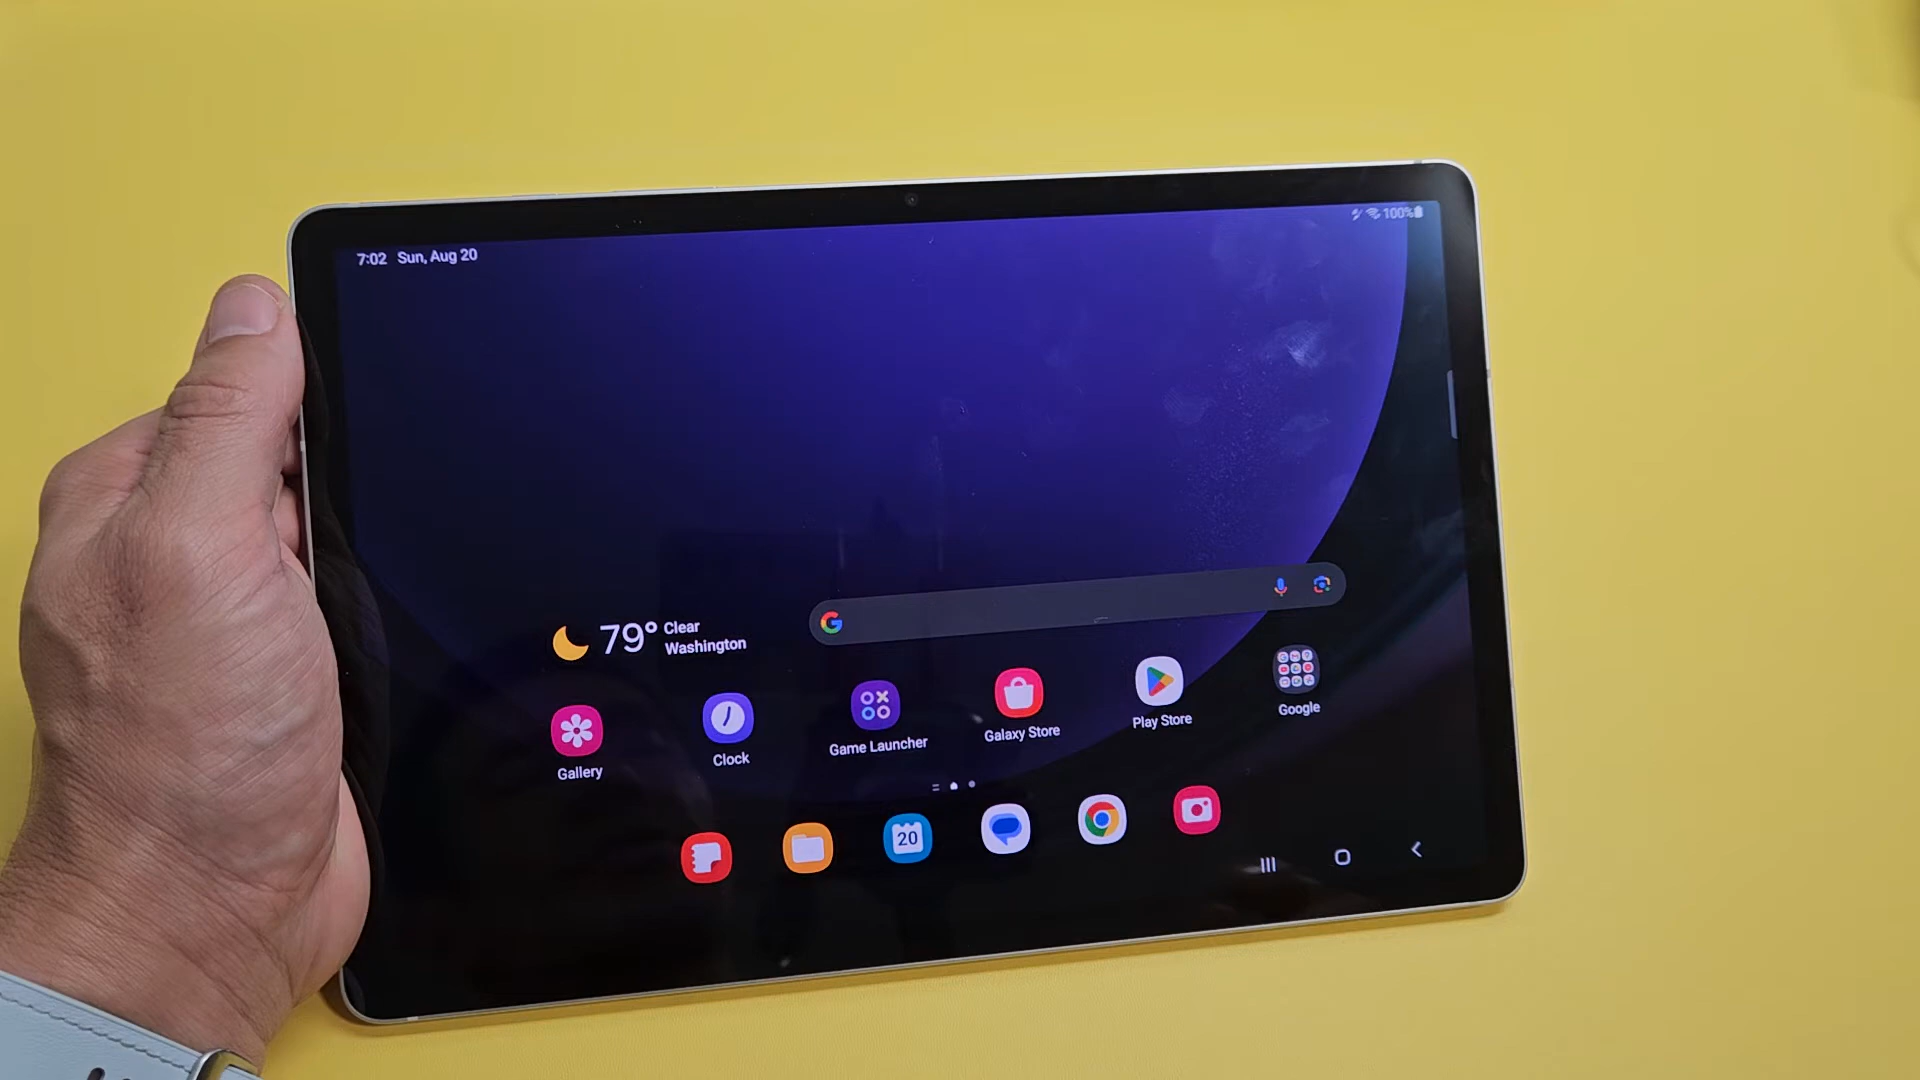 7:02 Sun, Aug 20
100%
79° Clear
Washington
Gallery
Clock
Game Launcher
Galaxy Store
Play Store
Google
20